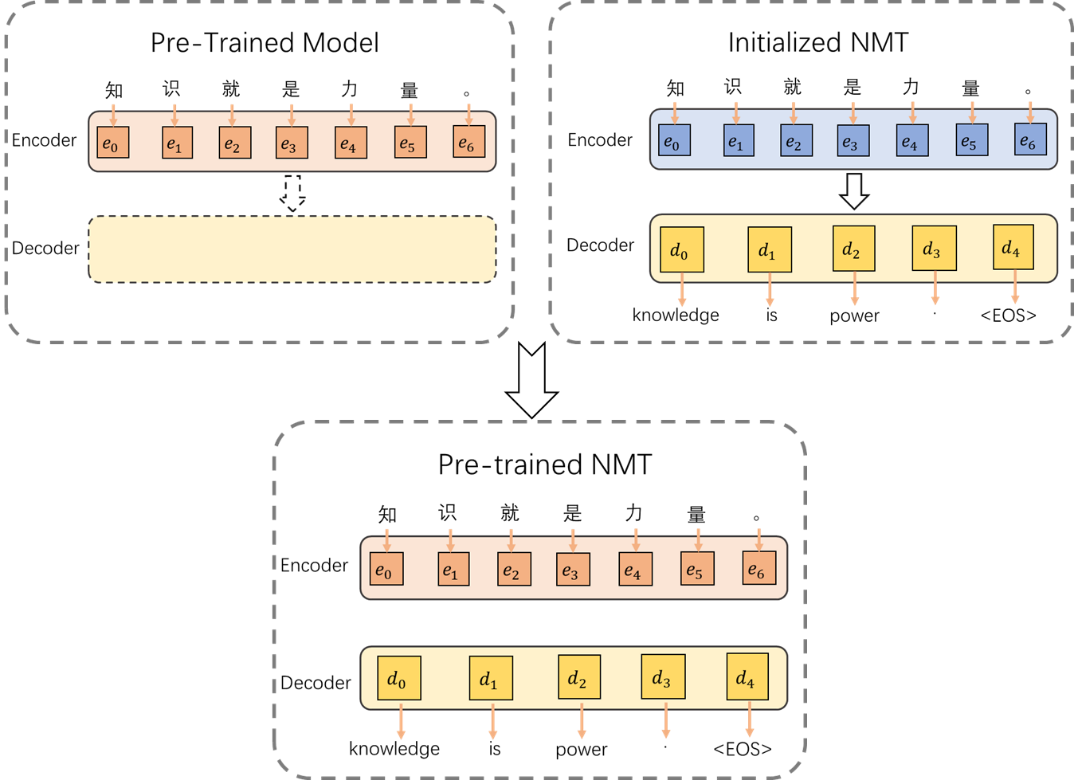 Pre-Trained Model
知 识 就 是 力 量 。
Encoder e0 e1 e2 e3 e4 e5 e6
Decoder
Initialized NMT
知 识 就 是 力 量 。
Encoder e0 e1 e2 e3 e4 e5 e6
Decoder d0 d1 d2 d3 d4
knowledge is power . <EOS>
Pre-trained NMT
知 识 就 是 力 量 。
Encoder e0 e1 e2 e3 e4 e5 e6
Decoder d0 d1 d2 d3 d4
knowledge is power . <EOS>